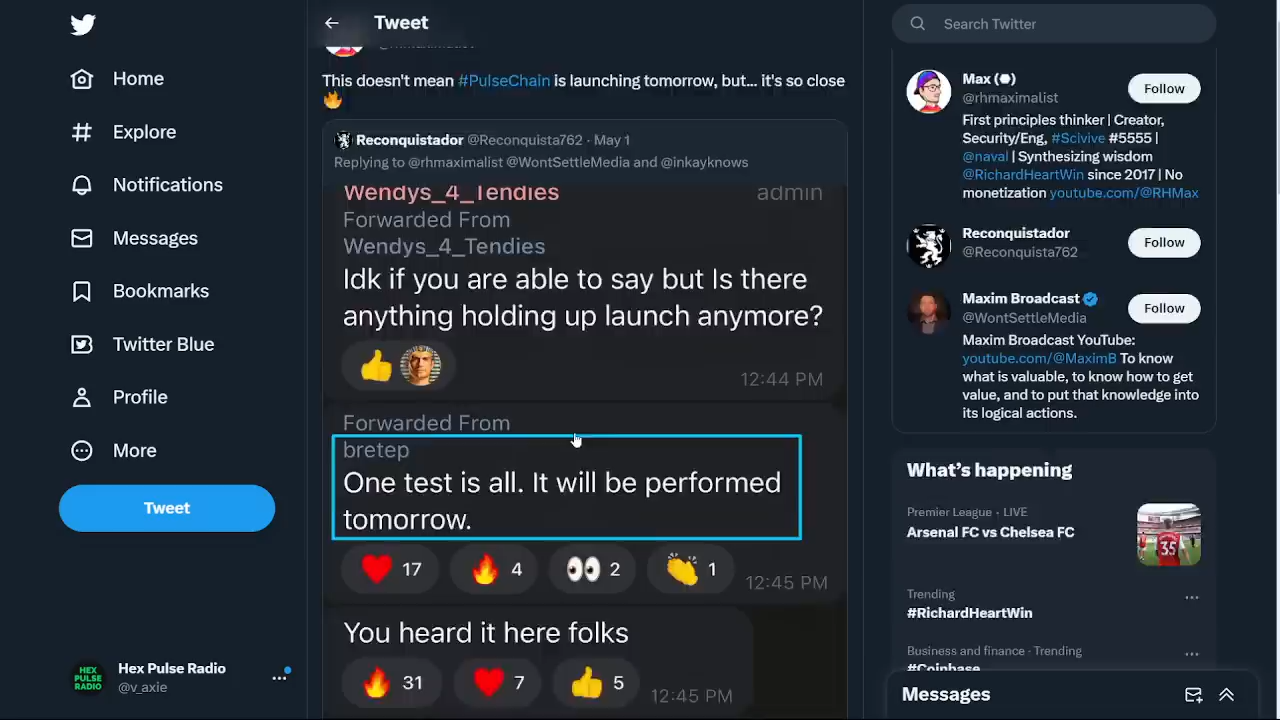 Home
Explore
Notifications
Messages
Bookmarks
Twitter Blue
Profile
More
Tweet
HEX
PULSE
RADIO
Hex Pulse Radio
@v_axie
Tweet
This doesn't mean #PulseChain is launching tomorrow, but... it's so close
🔥
Reconquistador @Reconquista762 · May 1
Replying to @rhmaximalist @WontSettleMedia and @inkayknows
Wendys_4_Tendies admin
Forwarded From
Wendys_4_Tendies
Idk if you are able to say but Is there
anything holding up launch anymore?
👍
12:44 PM
Forwarded From
bretep
One test is all. It will be performed
tomorrow.
❤️ 17 🔥 4 👀 2 👏 1 12:45 PM
You heard it here folks
🔥 31 ❤️ 7 👍 5 12:45 PM
Search Twitter
Max (⬣) Follow
@rhmaximalist
First principles thinker | Creator,
Security/Eng, #Scivive #5555 |
@naval | Synthesizing wisdom
@RichardHeartWin since 2017 | No
monetization youtube.com/@RHMax
Reconquistador Follow
@Reconquista762
Maxim Broadcast Follow
@WontSettleMedia
Maxim Broadcast YouTube:
youtube.com/@MaximB To know
what is valuable, to know how to get
value, and to put that knowledge into
its logical actions.
What's happening
Premier League · LIVE
Arsenal FC vs Chelsea FC
35
Trending
#RichardHeartWin
Business and finance · Trending
#Coinbase
Messages